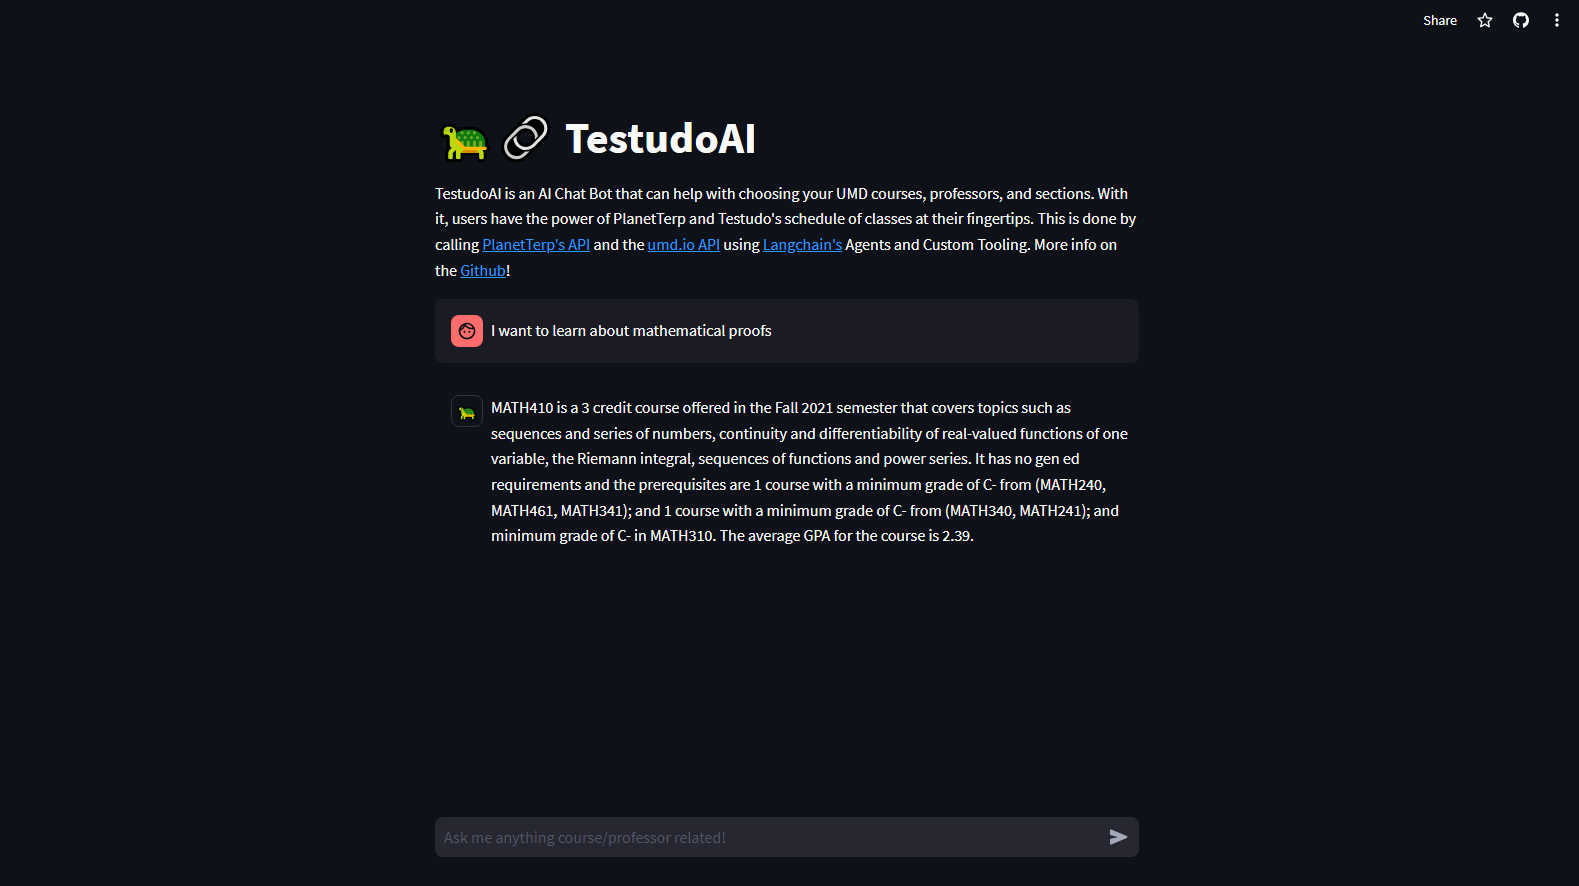 Share
TestudoAI
TestudoAI is an AI Chat Bot that can help with choosing your UMD courses, professors, and sections. With
it, users have the power of PlanetTerp and Testudo's schedule of classes at their fingertips. This is done by
calling PlanetTerp's API and the umd.io API using Langchain's Agents and Custom Tooling. More info on
the Github!
I want to learn about mathematical proofs
MATH410 is a 3 credit course offered in the Fall 2021 semester that covers topics such as
sequences and series of numbers, continuity and differentiability of real-valued functions of one
variable, the Riemann integral, sequences of functions and power series. It has no gen ed
requirements and the prerequisites are 1 course with a minimum grade of C- from (MATH240,
MATH461, MATH341); and 1 course with a minimum grade of C- from (MATH340, MATH241); and
minimum grade of C- in MATH310. The average GPA for the course is 2.39.
Ask me anything course/professor related!